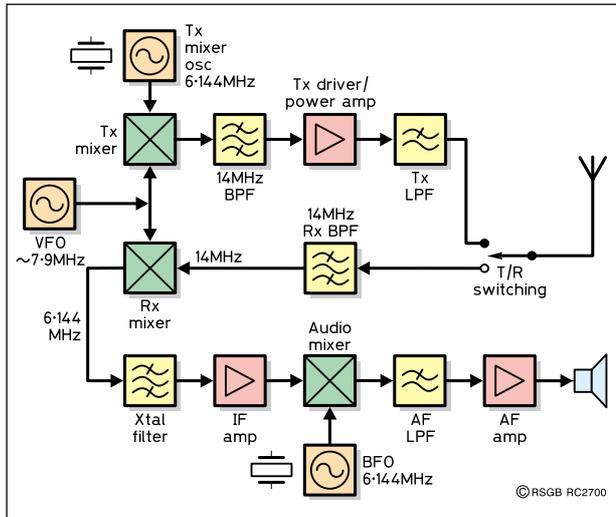 Tx
mixer
osc
6·144MHz
Tx driver/
power amp
Tx
mixer
14MHz
BPF
Tx
LPF
VFO
~7·9MHz
14MHz
Rx BPF
14MHz
T/R
switching
Rx
mixer
6·144
MHz
Audio
mixer
Xtal
filter
IF
amp
AF
LPF
AF
amp
BFO
6·144MHz
©RSGB RC2700